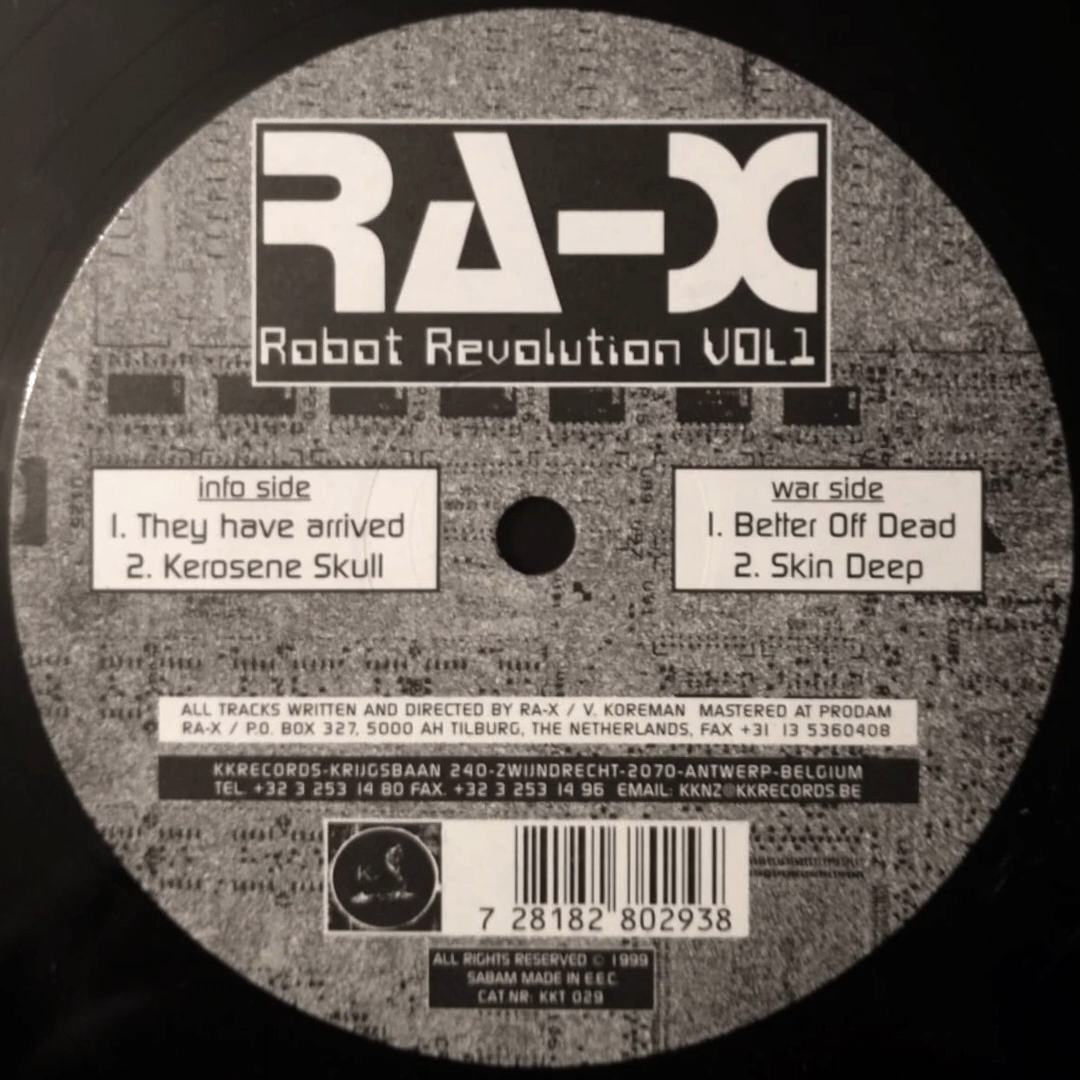 RA-X
Robot Revolution VOL1
info side
1. They have arrived
2. Kerosene Skull
war side
1. Better Off Dead
2. Skin Deep
ALL TRACKS WRITTEN AND DIRECTED BY RA-X / V. KOREMAN MASTERED AT PRODAM
RA-X / P.O. BOX 327, 5000 AH TILBURG, THE NETHERLANDS, FAX +31 13 5360408
KKRECORDS-KRIJGSBAAN 240-ZWIJNDRECHT-2070-ANTWERP-BELGIUM
TEL. +32 3 253 14 80 FAX. +32 3 253 14 96 EMAIL: KKNZ@KKRECORDS.BE
7 28182 802938
ALL RIGHTS RESERVED © 1999
SABAM MADE IN E.E.C.
CAT.NR: KKT 029